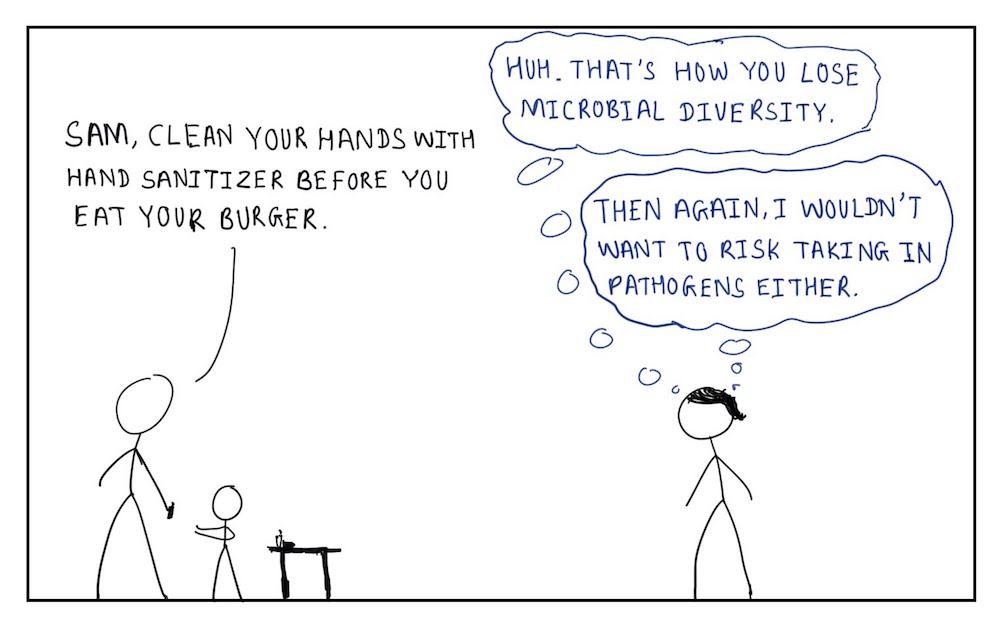 SAM, CLEAN YOUR HANDS WITH
HAND SANITIZER BEFORE YOU
EAT YOUR BURGER.
HUH. THAT'S HOW YOU LOSE
MICROBIAL DIVERSITY.
THEN AGAIN, I WOULDN'T
WANT TO RISK TAKING IN
PATHOGENS EITHER.